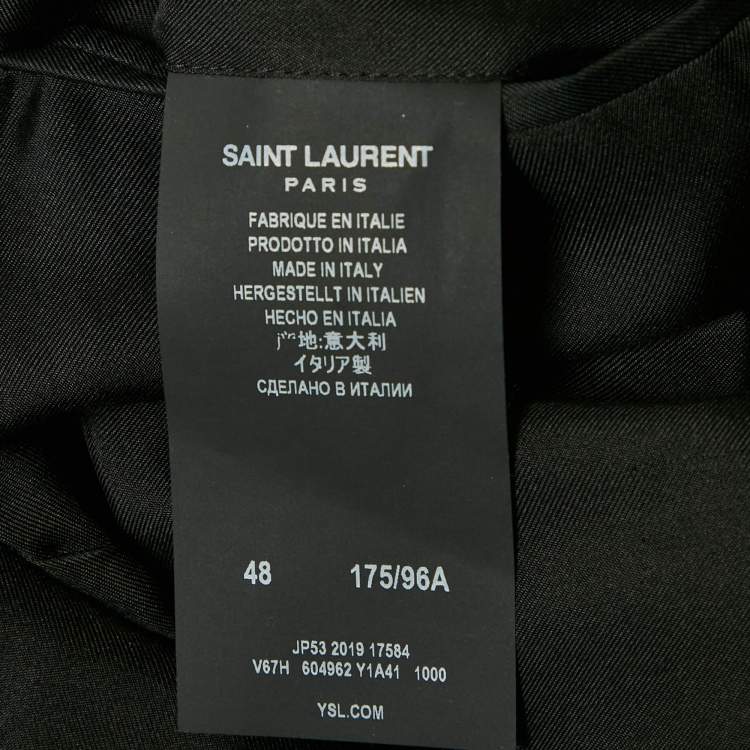 SAINT LAURENT
PARIS
FABRIQUE EN ITALIE
PRODOTTO IN ITALIA
MADE IN ITALY
HERGESTELLT IN ITALIEN
HECHO EN ITALIA
地:意大利
イタリア製
СДЕЛАНО В ИТАЛИИ
48 175/96A
JP53 2019 17584
V67H 604962 Y1A41 1000
YSL.COM